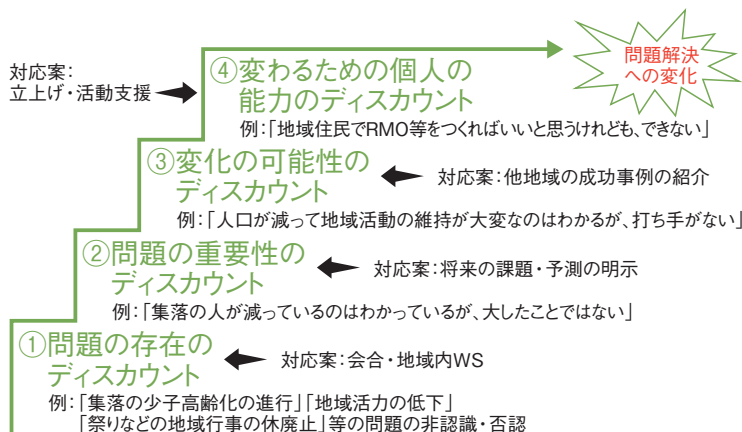 問題解決
への変化
対応案：
立上げ・活動支援
④変わるための個人の
能力のディスカウント
例：「地域住民でRMO等をつくればいいと思うけれども、できない」
③変化の可能性の
ディスカウント
対応案：他地域の成功事例の紹介
例：「人口が減って地域活動の維持が大変なのはわかるが、打ち手がない」
②問題の重要性の
ディスカウント
対応案：将来の課題・予測の明示
例：「集落の人が減っているのはわかっているが、大したことではない」
①問題の存在の
ディスカウント
対応案：会合・地域内WS
例：「集落の少子高齢化の進行」「地域活力の低下」
「祭りなどの地域行事の休廃止」等の問題の非認識・否認